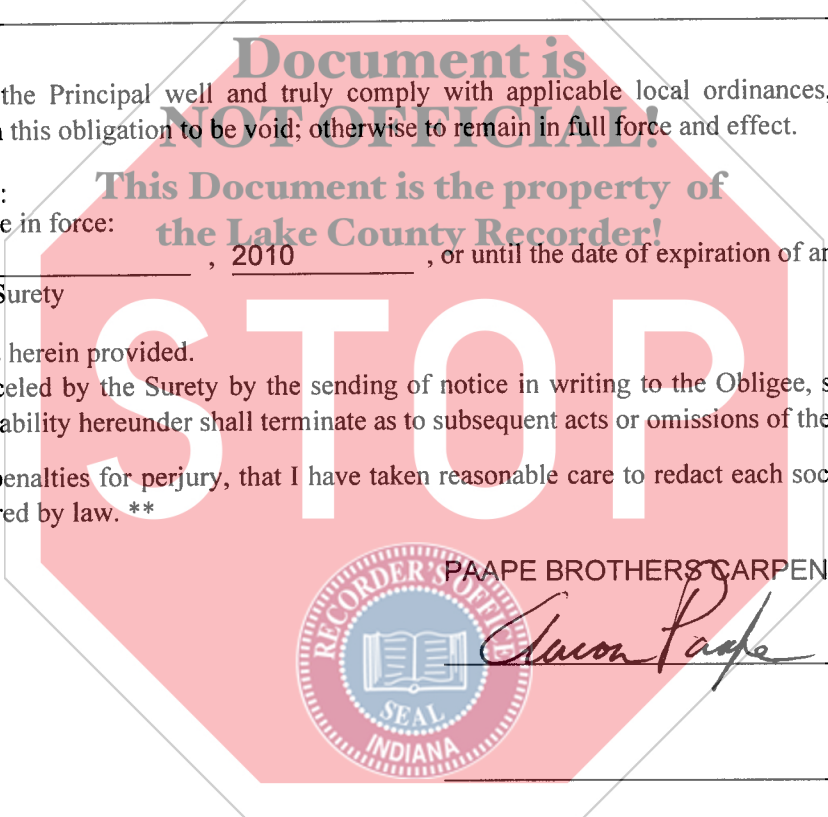 Document is
the Principal well and truly comply with applicable local ordinances,
NOT OFFICIAL!
this obligation to be void; otherwise to remain in full force and effect.
This Document is the property of
:
e in force:
the Lake County Recorder!
, 2010 , or until the date of expiration of
Surety
STOP
herein provided.
celed by the Surety by the sending of notice in writing to the Obligee,
ability hereunder shall terminate as to subsequent acts or omissions of the
penalties for perjury, that I have taken reasonable care to redact each soc
red by law. **
PAAPE BROTHERS CARPEN
Aaron Paape
RECORDER'S OFFICE
SEAL
INDIANA